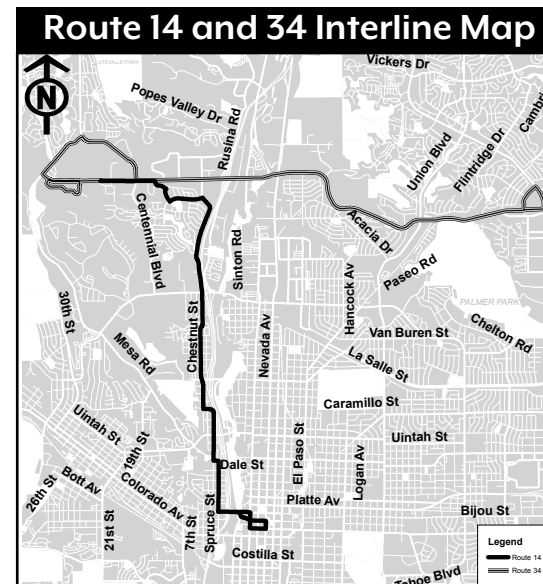 Route 14 and 34 Interline Map
UTE VALLEY PARK
Vickers Dr
N
Popes Valley Dr
Rusina Rd
Union Blvd
Flintridge Dr
Centennial Blvd
Acacia Dr
Sinton Rd
Hancock Av
Paseo Rd
30th St
PALMER PARK
Chestnut St
Nevada Av
Van Buren St
Chelton Rd
Mesa Rd
La Salle St
Caramillo St
Uintah St
19th St
El Paso St
Logan Av
Uintah St
Dale St
26th St
Bott Av
Colorado Av
Platte Av
Bijou St
21st St
7th St
Spruce St
Costilla St
Legend
Route 14
Route 34